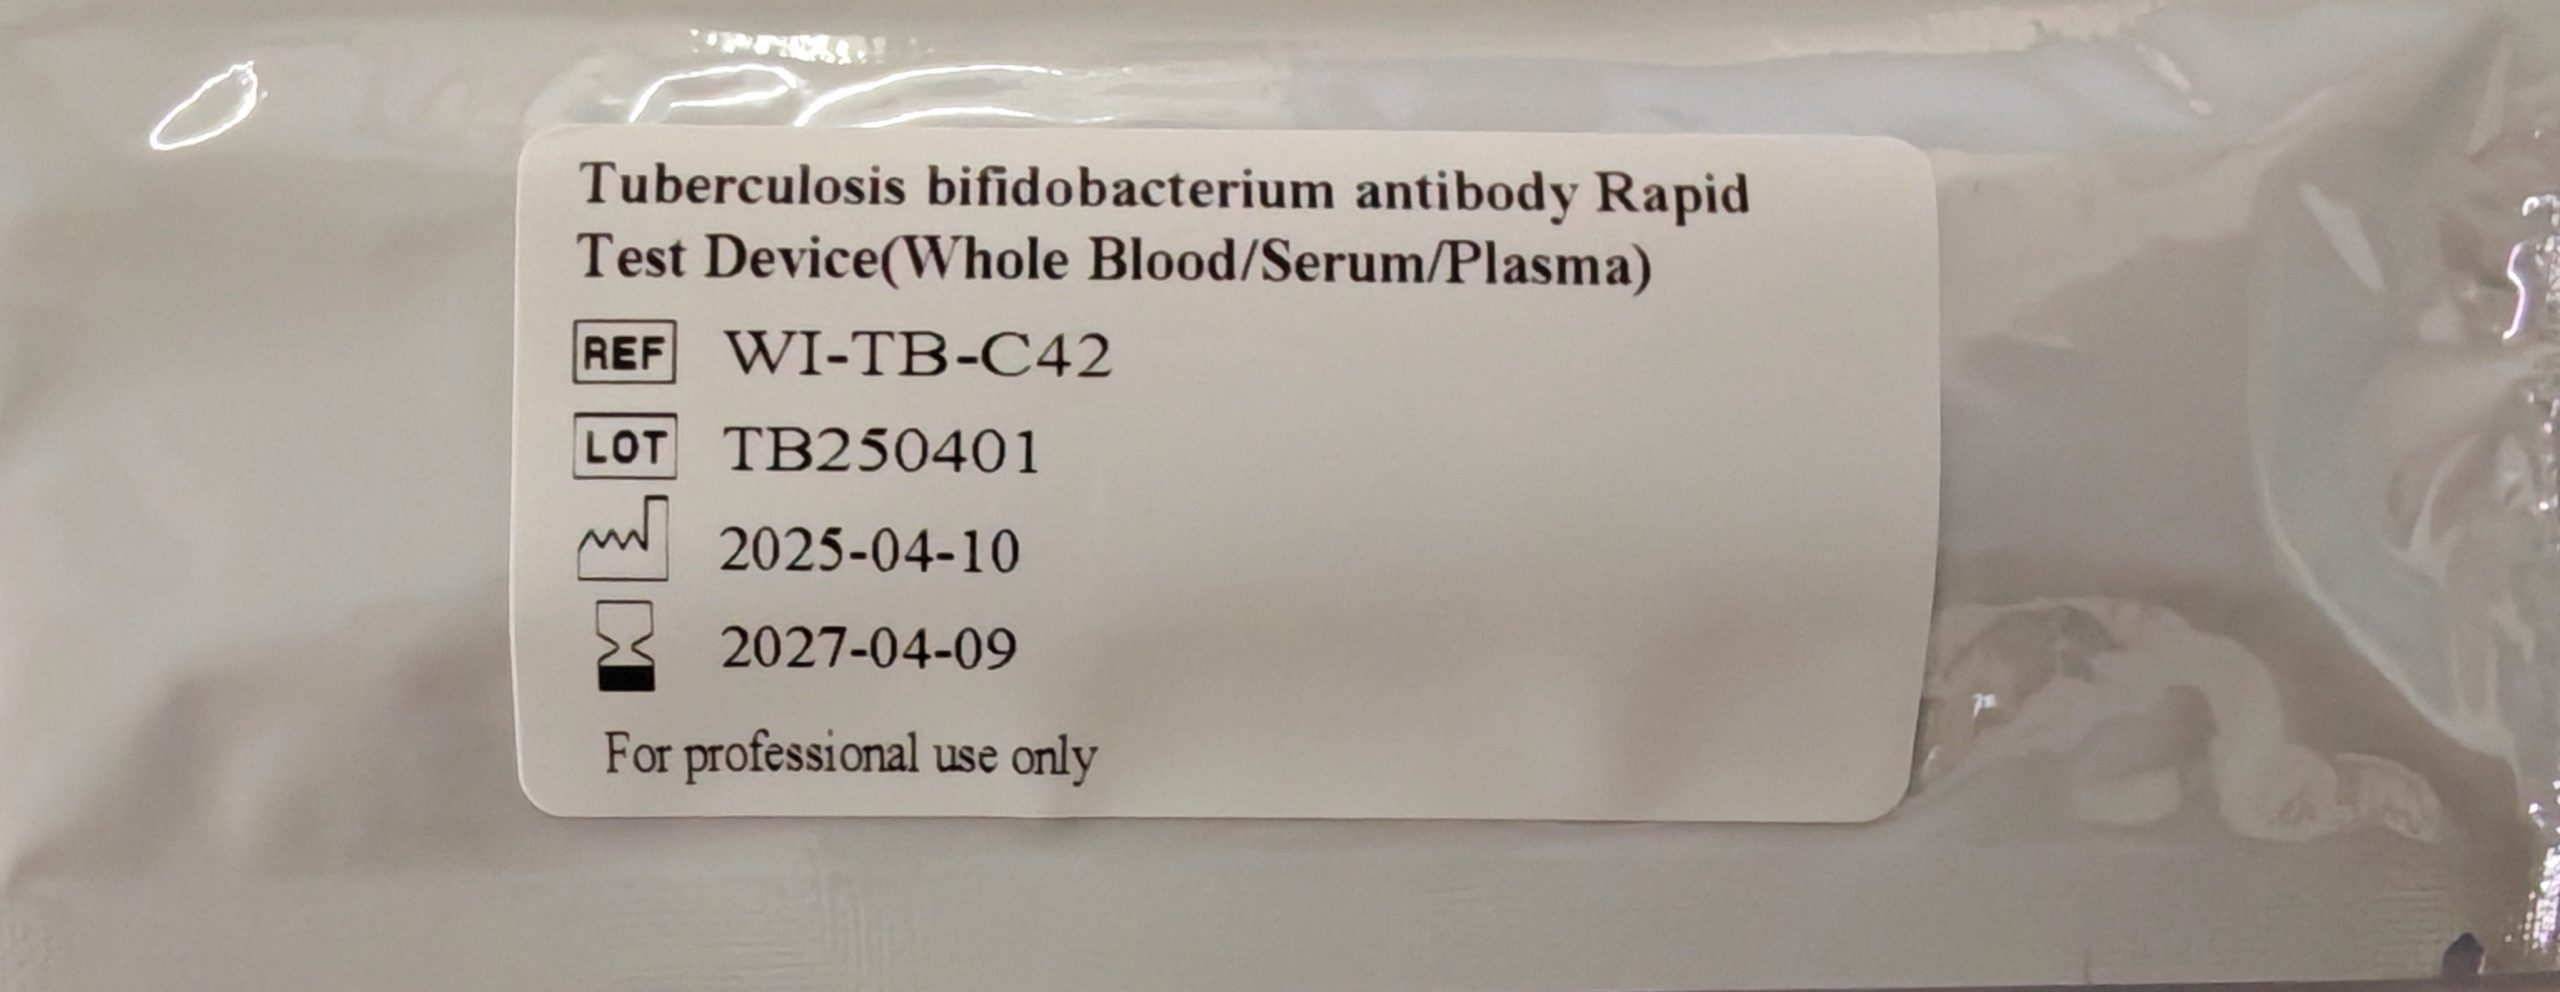 Tuberculosis bifidobacterium antibody Rapid
Test Device(Whole Blood/Serum/Plasma)
REF WI-TB-C42
LOT TB250401
2025-04-10
2027-04-09
For professional use only